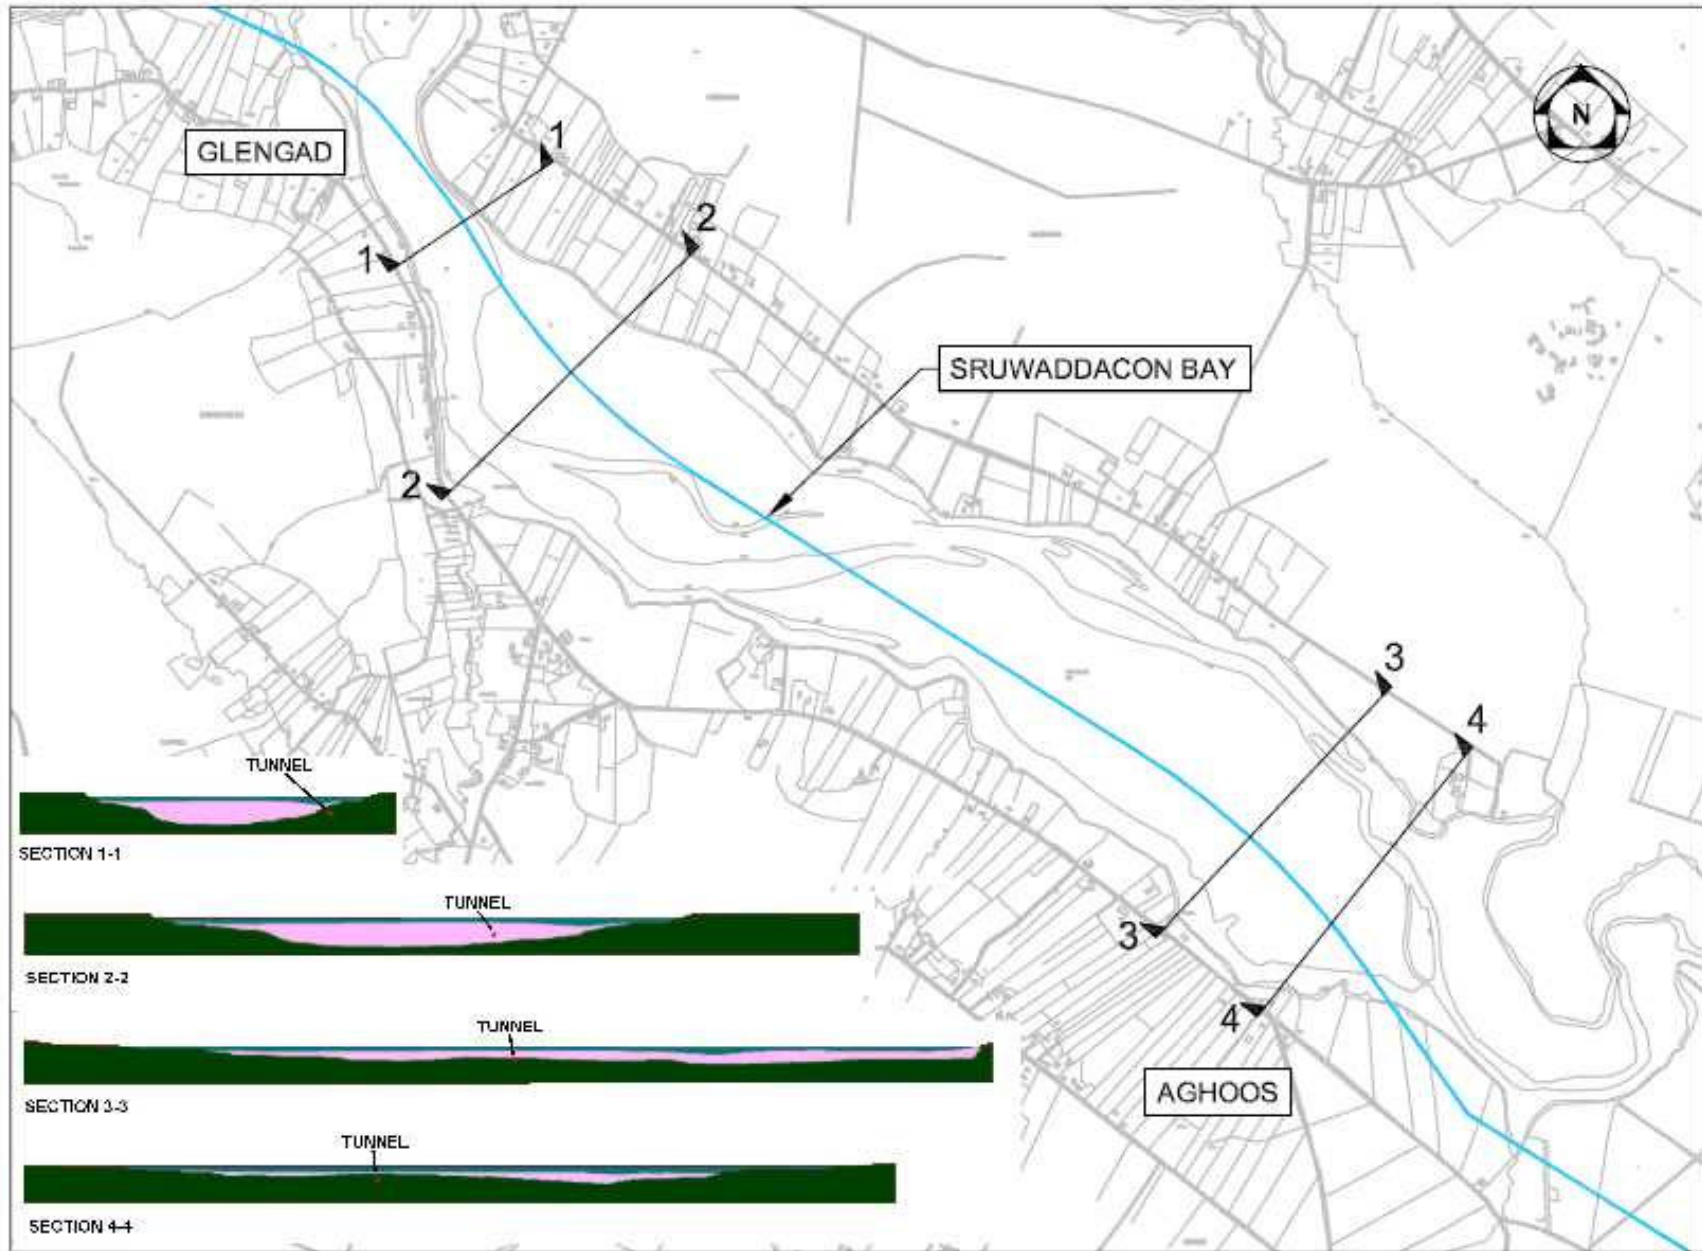 1
GLENGAD
N
2
1
SRUWADDACON BAY
2
3
4
TUNNEL
SECTION 1-1
TUNNEL
3
SECTION 2-2
4
TUNNEL
AGHOOS
SECTION 3-3
TUNNEL
SECTION 4-4